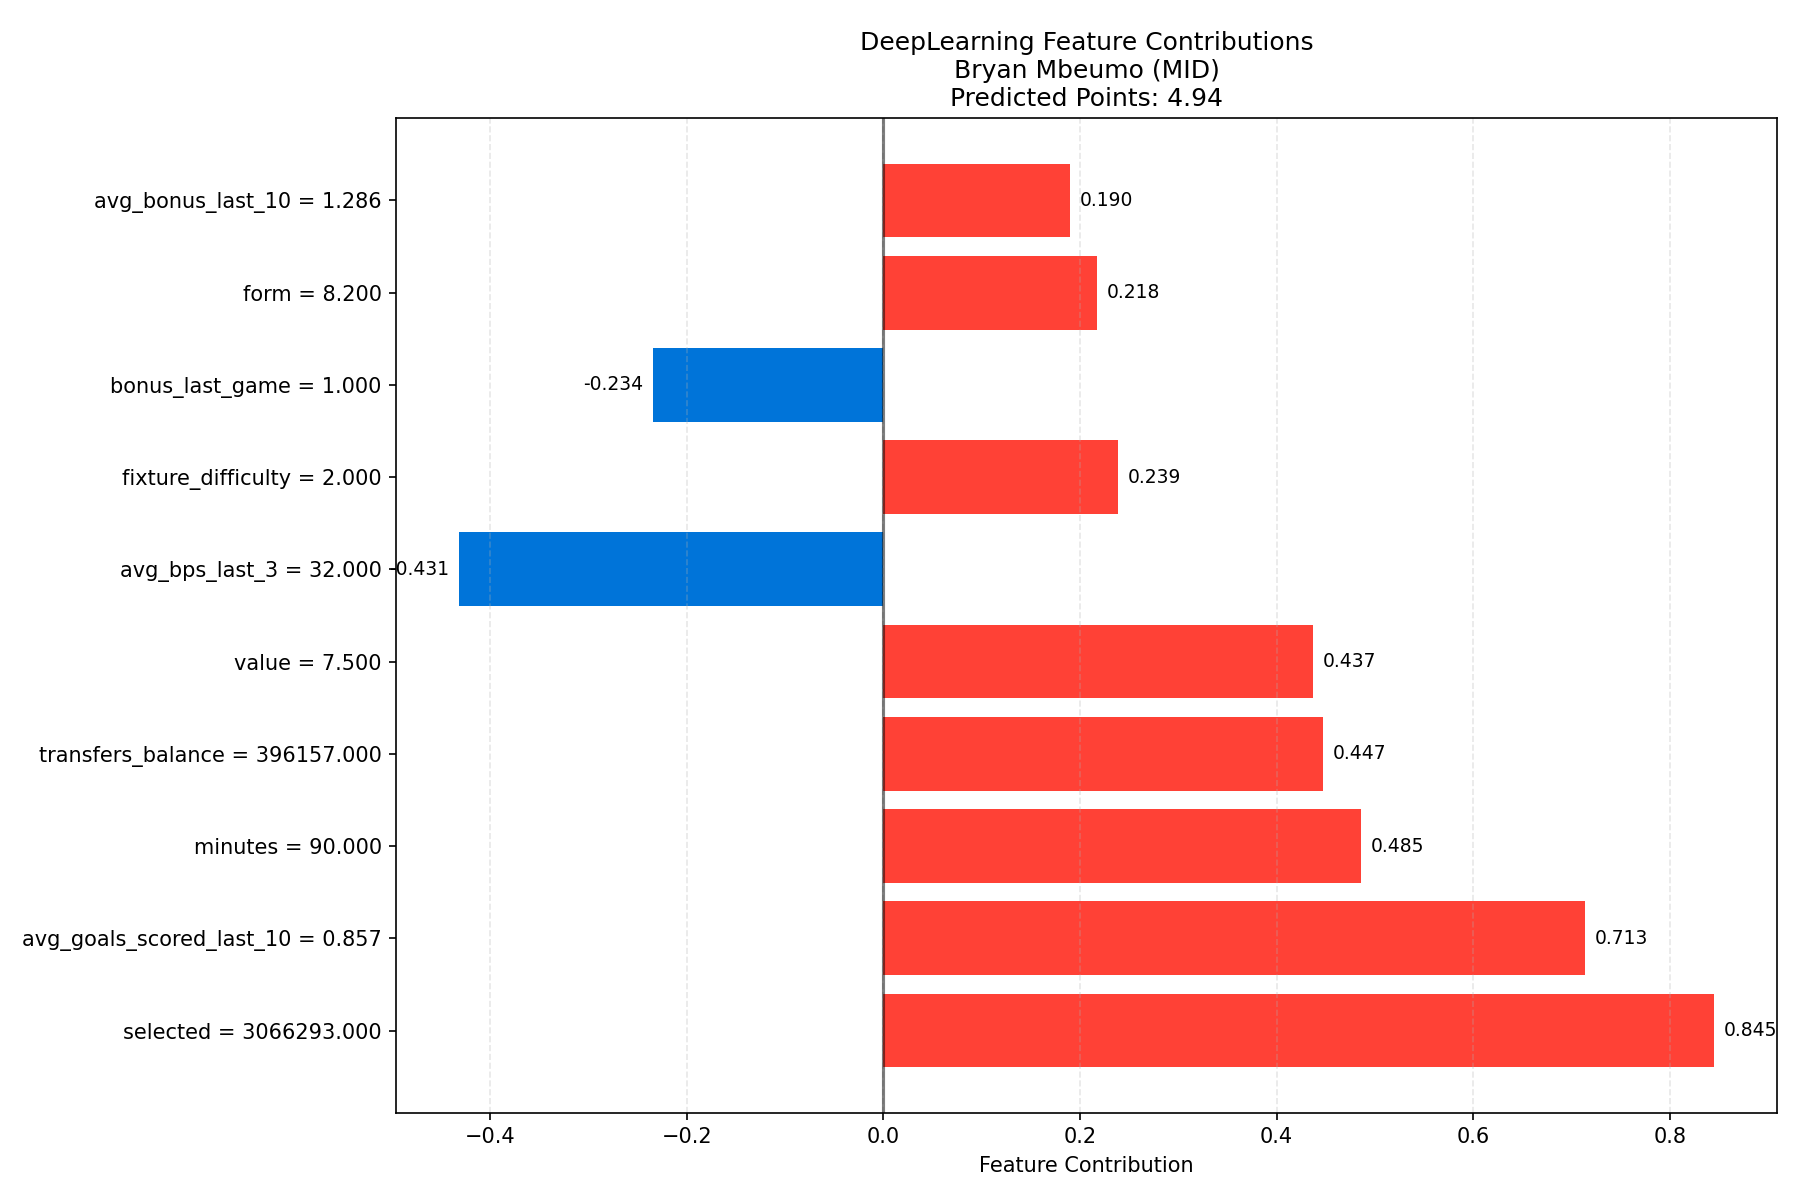 DeepLearning Feature Contributions
Bryan Mbeumo (MID)
Predicted Points: 4.94
avg_bonus_last_10 = 1.286
0.190
form = 8.200
0.218
bonus_last_game = 1.000
-0.234
fixture_difficulty = 2.000
0.239
avg_bps_last_3 = 32.000
0.431
value = 7.500
0.437
transfers_balance = 396157.000
0.447
minutes = 90.000
0.485
avg_goals_scored_last_10 = 0.857
0.713
selected = 3066293.000
0.845
−0.4 −0.2 0.0 0.2 0.4 0.6 0.8
Feature Contribution